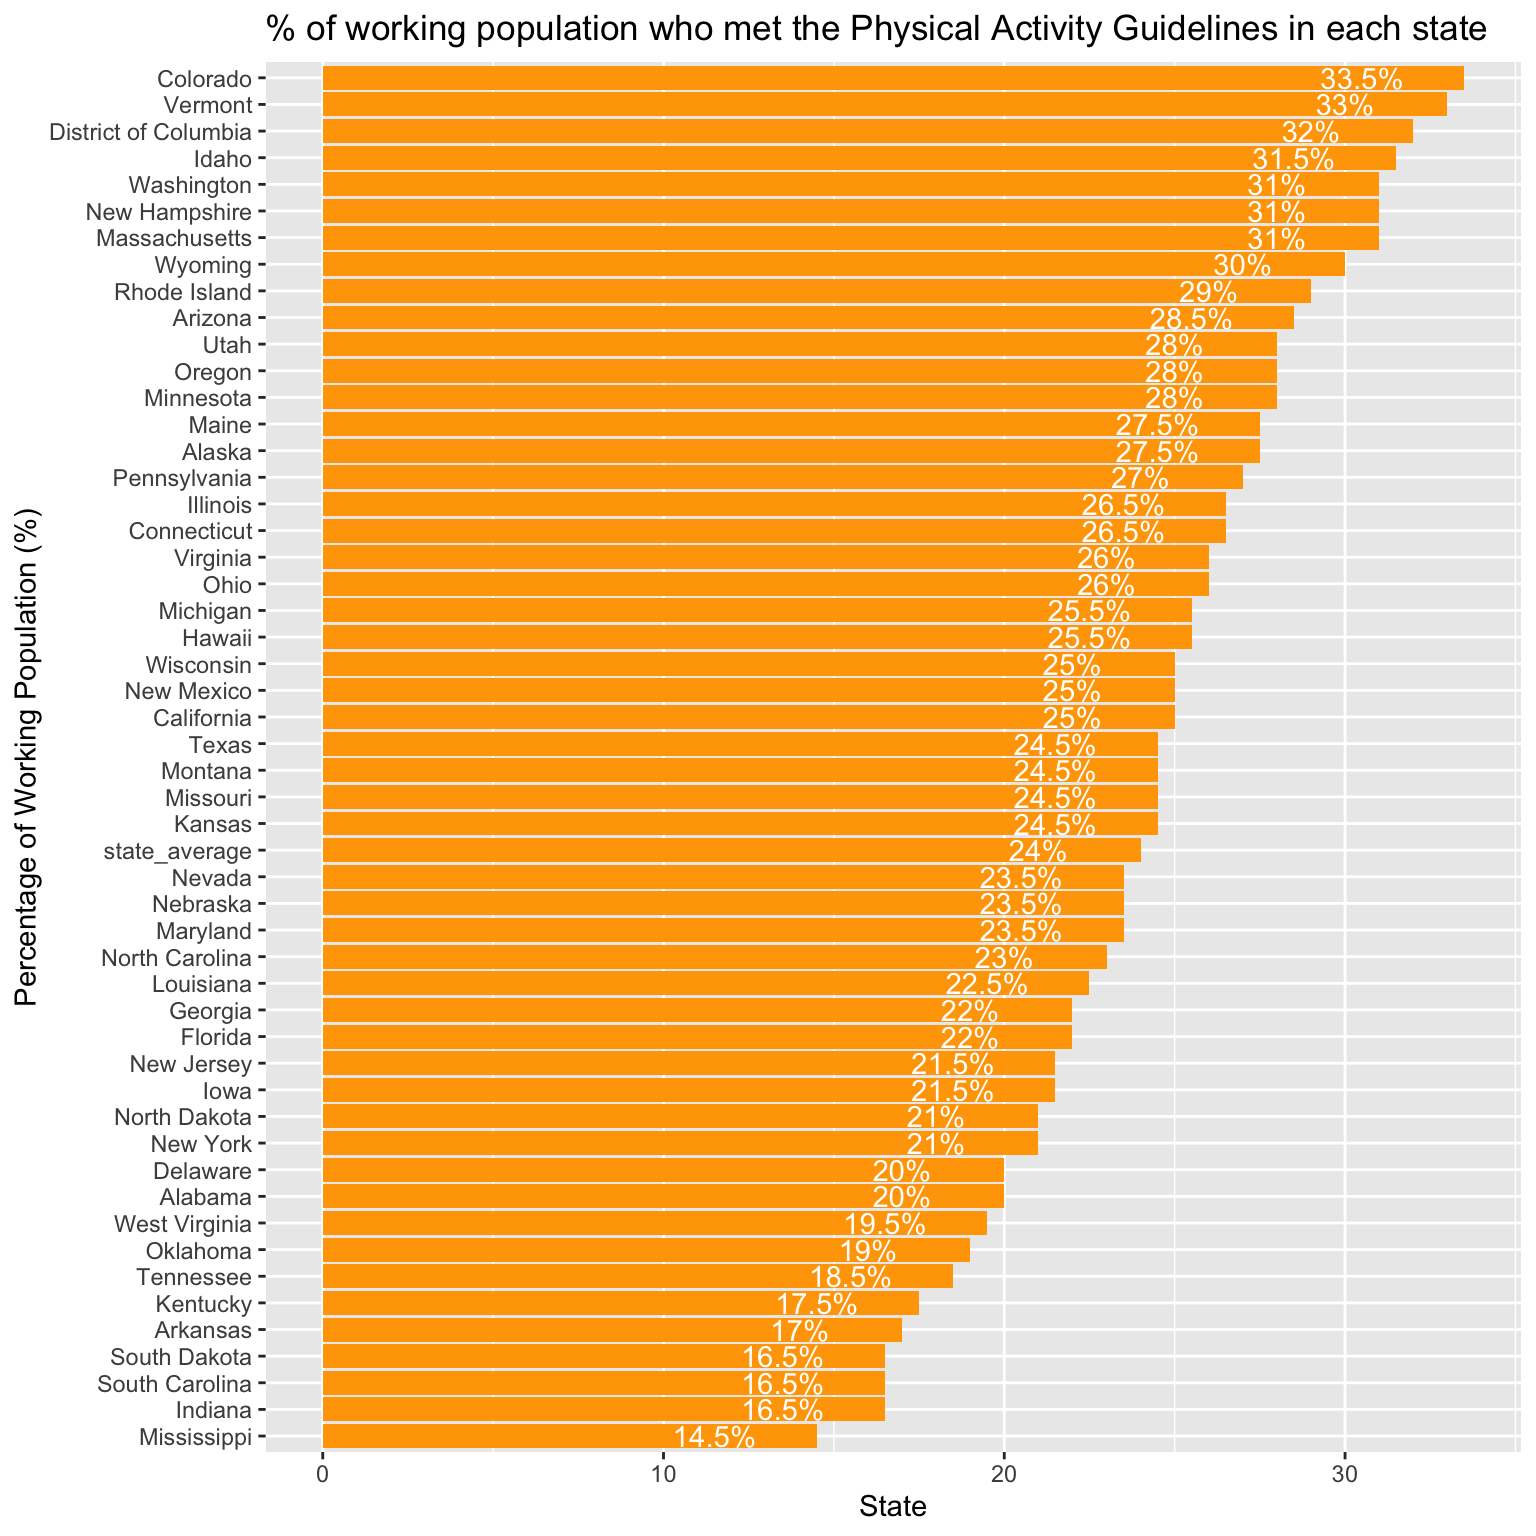 % of working population who met the Physical Activity Guidelines in each state
Colorado 33.5%
Vermont 33%
District of Columbia 32%
Idaho 31.5%
Washington 31%
New Hampshire 31%
Massachusetts 31%
Wyoming 30%
Rhode Island 29%
Arizona 28.5%
Utah 28%
Oregon 28%
Minnesota 28%
Maine 27.5%
Alaska 27.5%
Pennsylvania 27%
Illinois 26.5%
Connecticut 26.5%
Virginia 26%
Ohio 26%
Michigan 25.5%
Hawaii 25.5%
Wisconsin 25%
New Mexico 25%
California 25%
Texas 24.5%
Montana 24.5%
Missouri 24.5%
Kansas 24.5%
state_average 24%
Nevada 23.5%
Nebraska 23.5%
Maryland 23.5%
North Carolina 23%
Louisiana 22.5%
Georgia 22%
Florida 22%
New Jersey 21.5%
Iowa 21.5%
North Dakota 21%
New York 21%
Delaware 20%
Alabama 20%
West Virginia 19.5%
Oklahoma 19%
Tennessee 18.5%
Kentucky 17.5%
Arkansas 17%
South Dakota 16.5%
South Carolina 16.5%
Indiana 16.5%
Mississippi 14.5%
0 10 20 30
State
Percentage of Working Population (%)